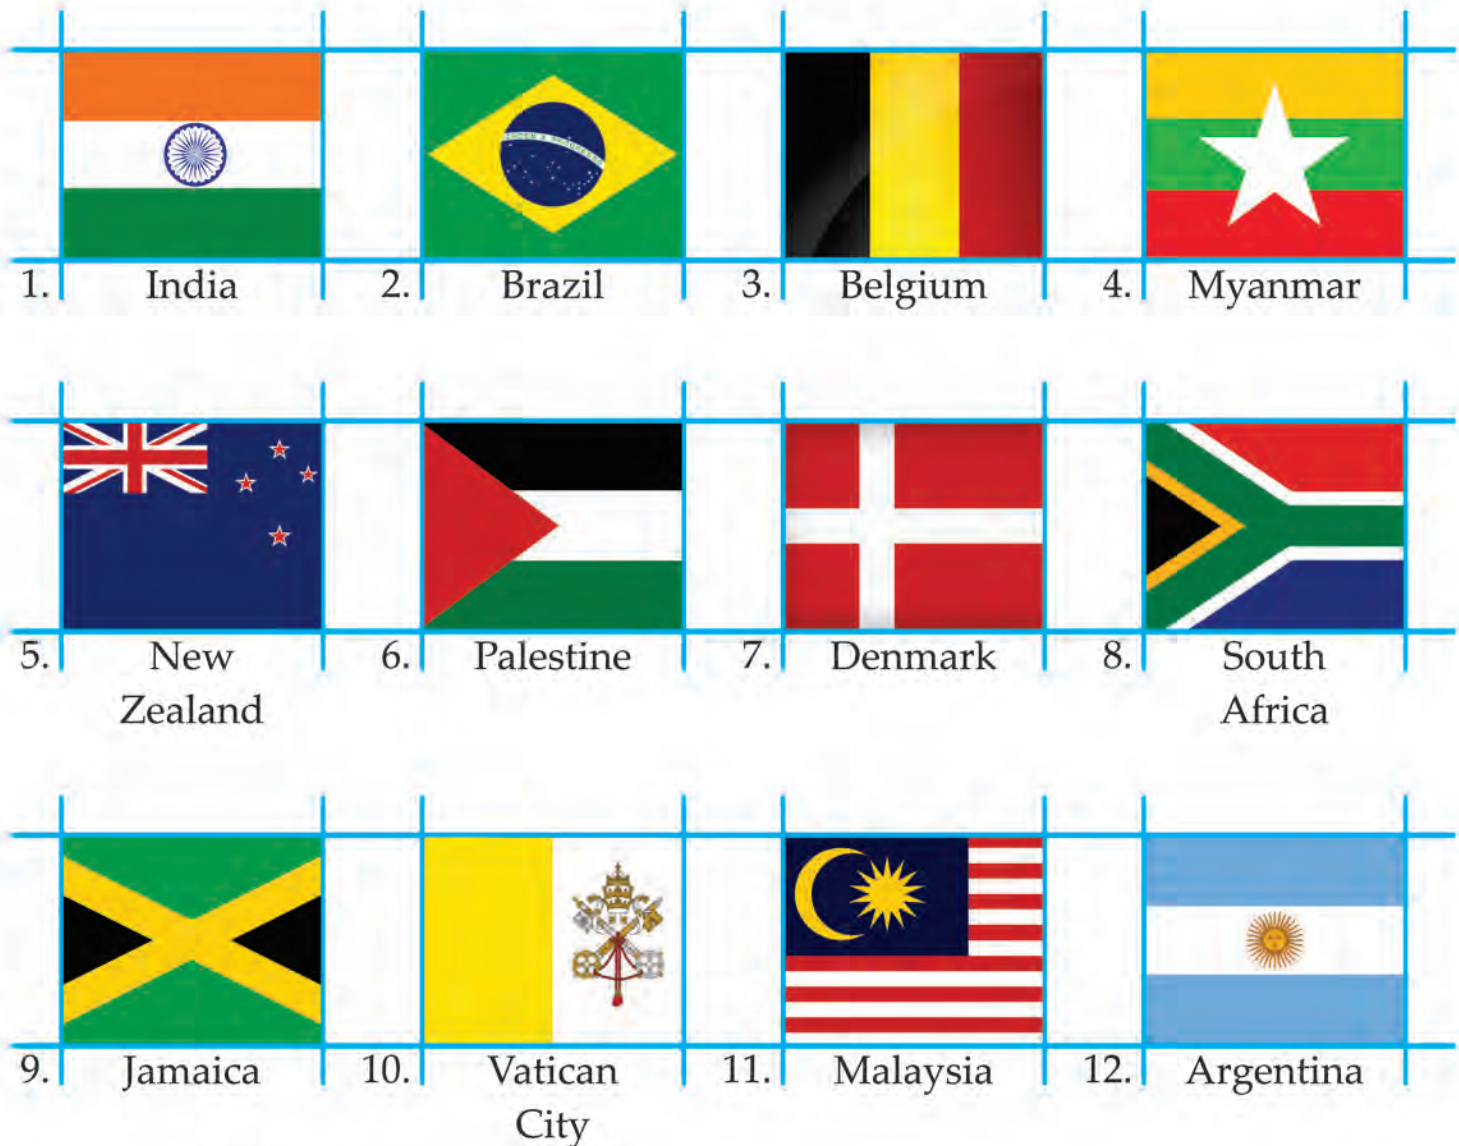 1. India 2. Brazil 3. Belgium 4. Myanmar
5. New Zealand 6. Palestine 7. Denmark 8. South Africa
9. Jamaica 10. Vatican City 11. Malaysia 12. Argentina